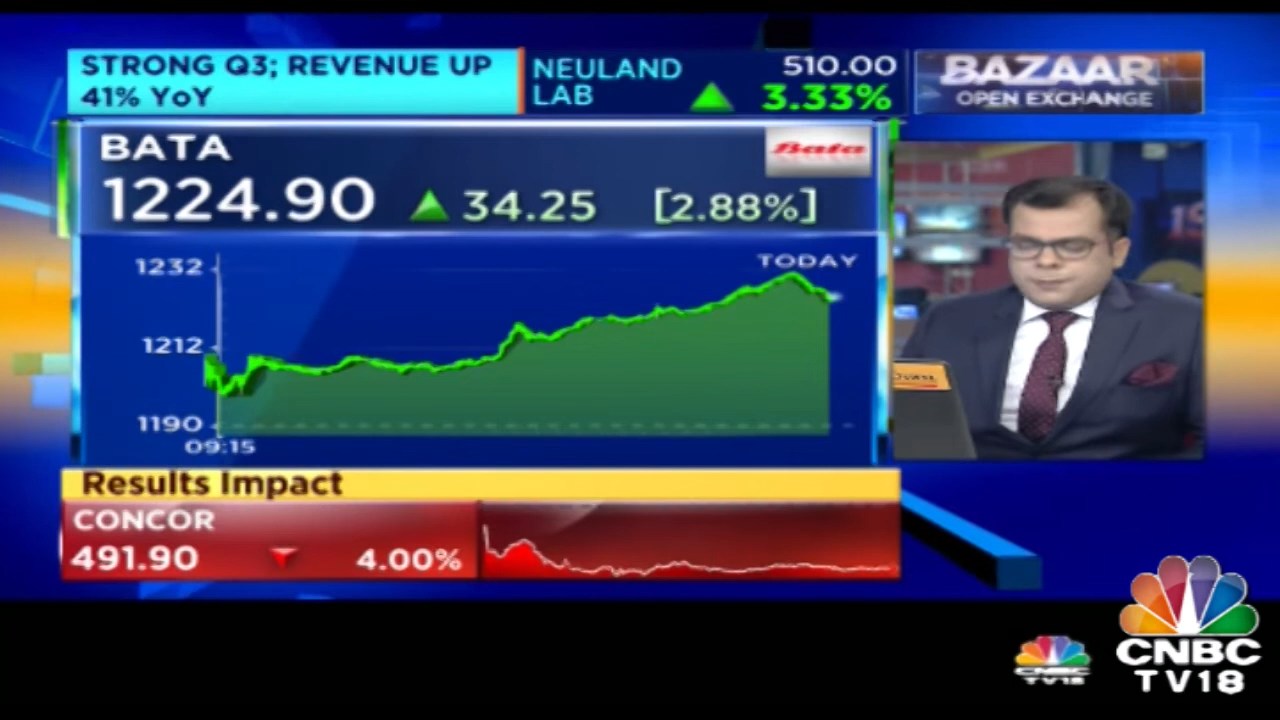 STRONG Q3; REVENUE UP
41% YoY
NEULAND
LAB
510.00
3.33%
BAZAAR
OPEN EXCHANGE
BATA
Bata
1224.90 34.25 [2.88%]
TODAY
1232
1212
1190
09:15
Results Impact
CONCOR
491.90 4.00%
CNBC
TV18
CNBC
TV18